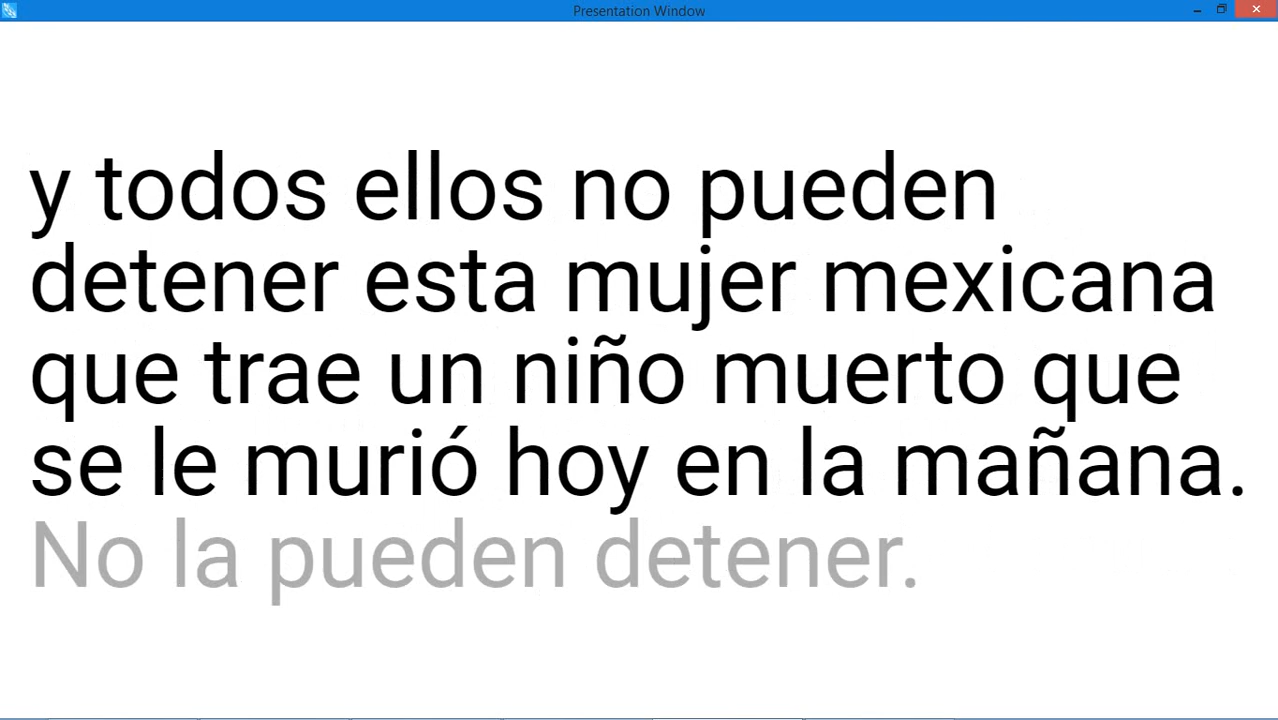 Presentation Window
y todos ellos no pueden
detener esta mujer mexicana
que trae un niño muerto que
se le murió hoy en la mañana.
No la pueden detener.